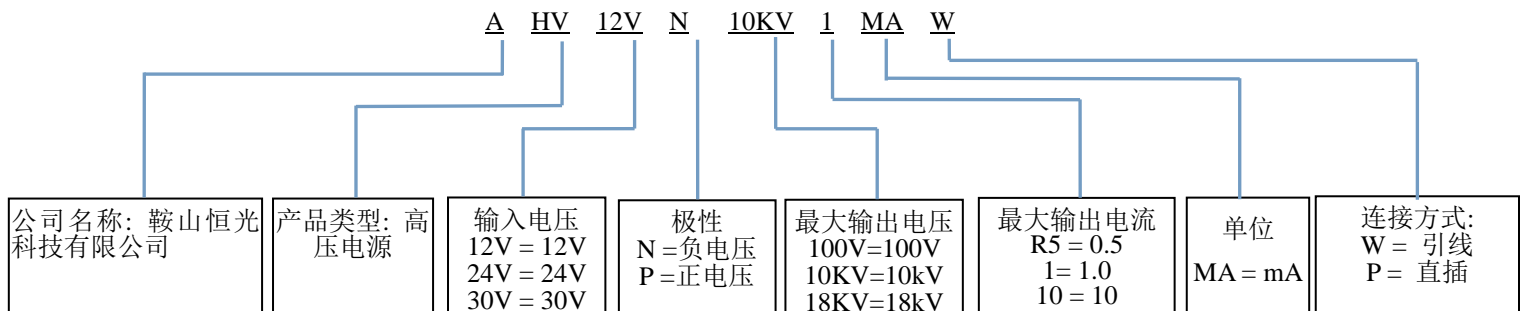 A HV 12V N 10KV 1 MA W
公司名称: 鞍山恒光
科技有限公司
产品类型: 高
压电源
输入电压
12V = 12V
24V = 24V
30V = 30V
极性
N =负电压
P =正电压
最大输出电压
100V=100V
10KV=10kV
18KV=18kV
最大输出电流
R5 = 0.5
1= 1.0
10 = 10
单位
MA = mA
连接方式:
W = 引线
P = 直插